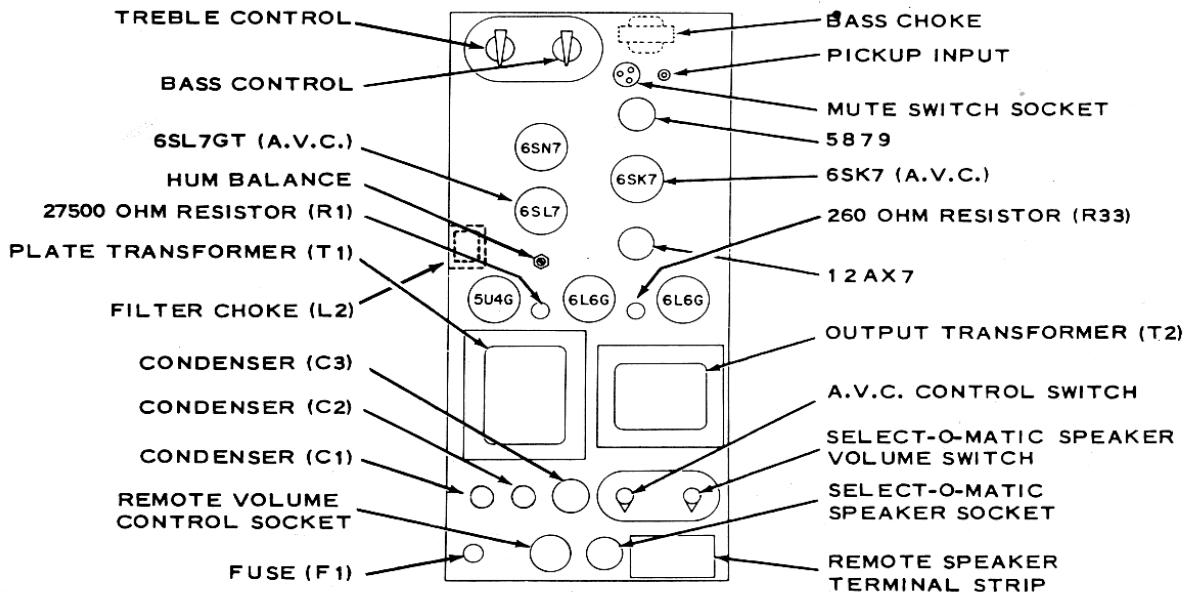 TREBLE CONTROL
BASS CONTROL
6SL7GT (A.V.C.)
HUM BALANCE
27500 OHM RESISTOR (R1)
PLATE TRANSFORMER (T1)
FILTER CHOKE (L2)
CONDENSER (C3)
CONDENSER (C2)
CONDENSER (C1)
REMOTE VOLUME
CONTROL SOCKET
FUSE (F1)
6SN7
6SL7
6SK7
5U4G
6L6G
6L6G
BASS CHOKE
PICKUP INPUT
MUTE SWITCH SOCKET
5879
6SK7 (A.V.C.)
260 OHM RESISTOR (R33)
12AX7
OUTPUT TRANSFORMER (T2)
A.V.C. CONTROL SWITCH
SELECT-O-MATIC SPEAKER
VOLUME SWITCH
SELECT-O-MATIC
SPEAKER SOCKET
REMOTE SPEAKER
TERMINAL STRIP